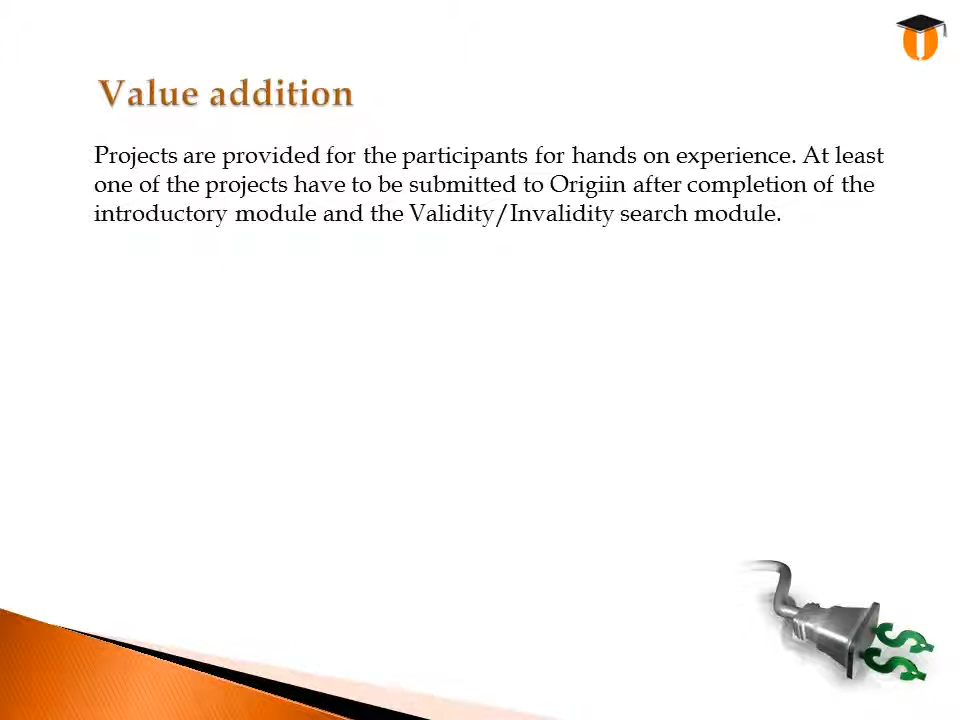 Value addition
Projects are provided for the participants for hands on experience. At least
one of the projects have to be submitted to Origiin after completion of the
introductory module and the Validity/Invalidity search module.